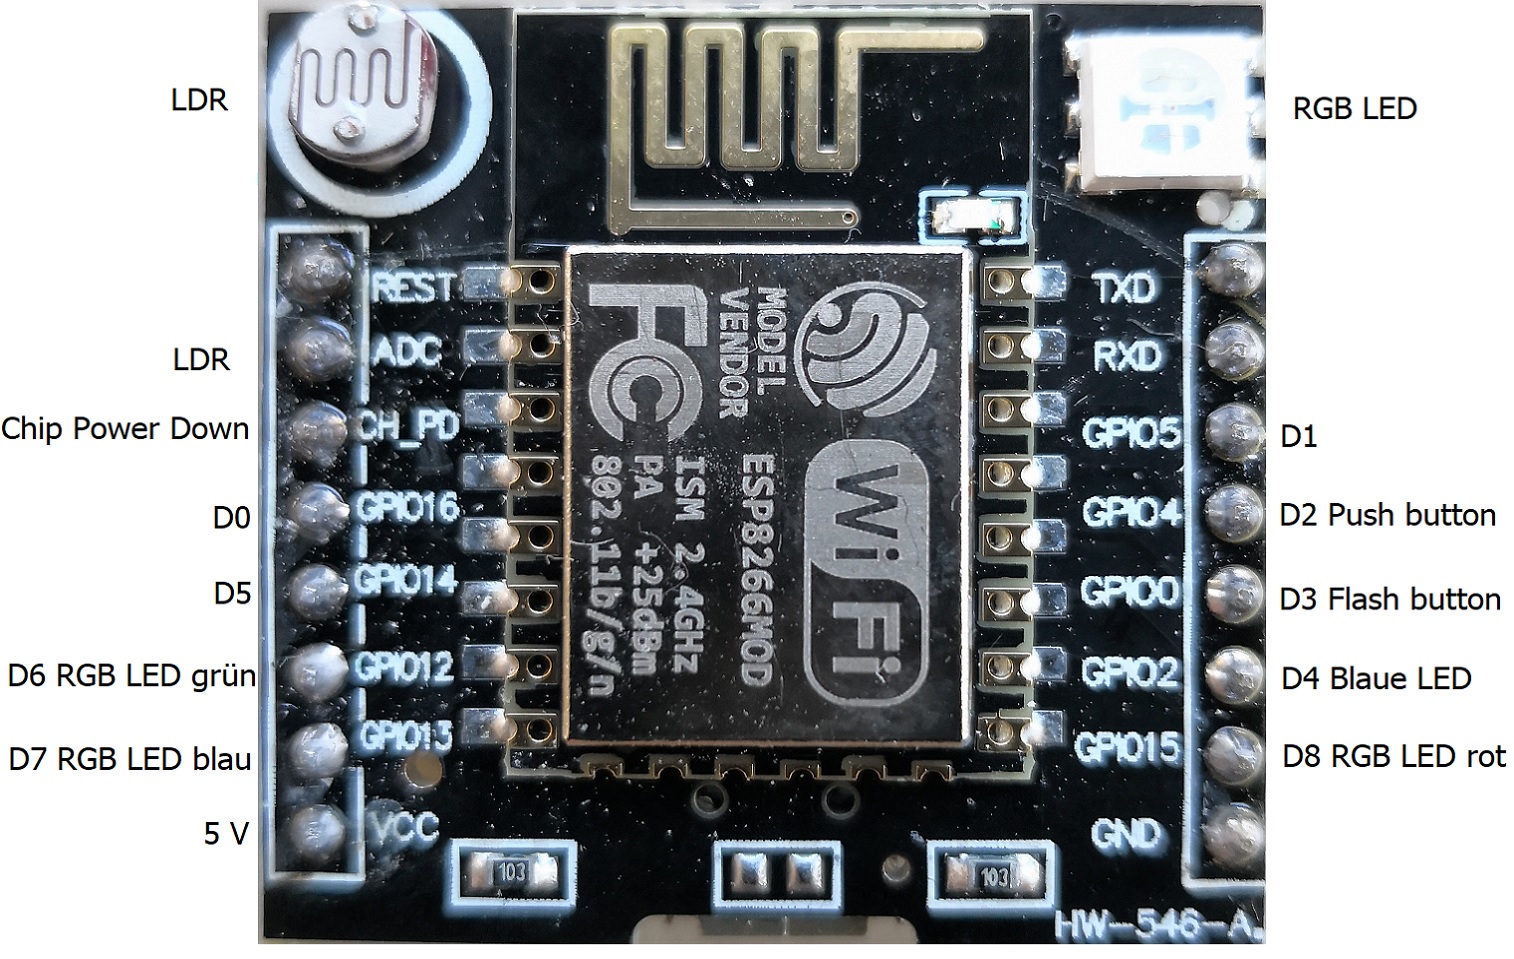 LDR
RGB LED
REST
TXD
LDR
ADC
RXD
Chip Power Down
CH_PD
GPIO5
D1
D0
GPIO16
GPIO4
D2 Push button
D5
GPIO14
GPIO0
D3 Flash button
D6 RGB LED grün
GPIO12
GPIO2
D4 Blaue LED
D7 RGB LED blau
GPIO13
GPIO15
D8 RGB LED rot
5 V
VCC
GND
MODEL
VENDOR
ESP8266MOD
ISM 2.4GHz
PA +25dBm
802.11b/g/n
FC
WiFi
103
103
HW-546-A